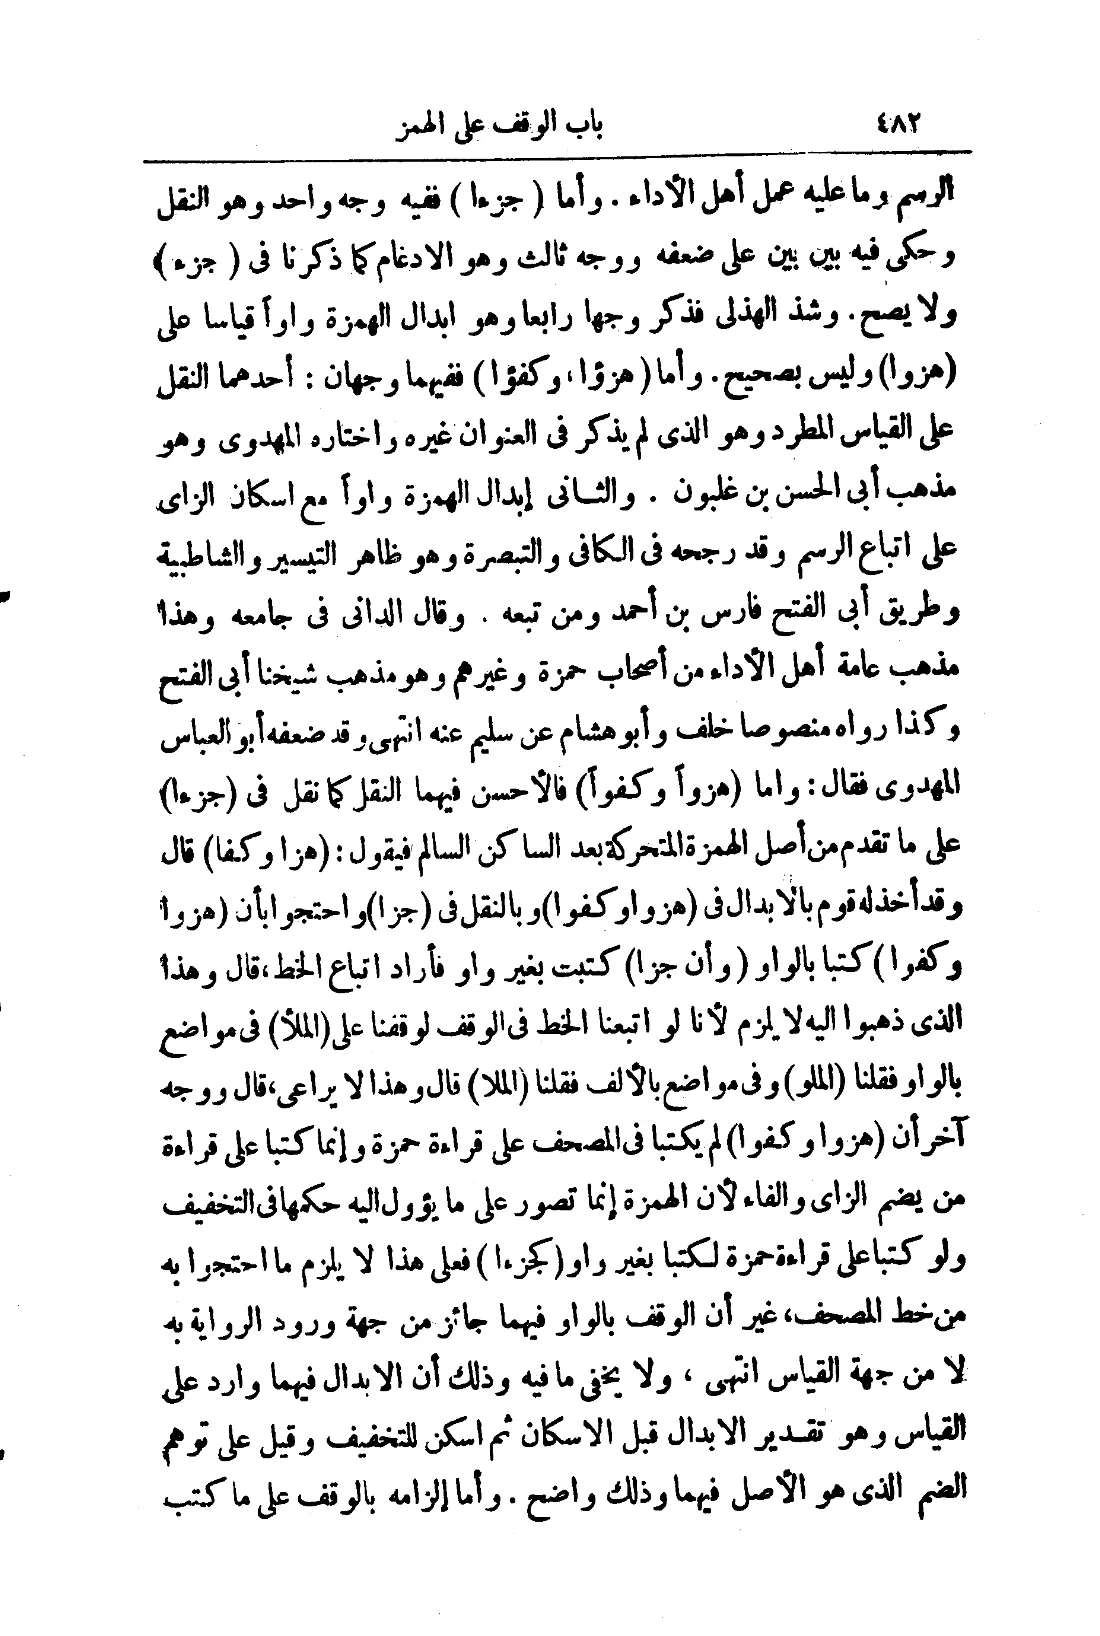 ٤٨٢ باب الوقف على الهمز
الرسم وما عليه عمل أهل الأداء . وأما ( جزءا ) ففيه وجه واحد وهو النقل
وحكى فيه بين بين على ضعفه ووجه ثالث وهو الادغام كما ذكرنا فى ( جزء )
ولا يصح . وشذ الهذلى فذكر وجها رابعا وهو ابدال الهمزة واواً قياسا على
(هزوا) وليس بصحيح . وأما ( هزؤا ، وكفؤا ) ففيهما وجهان : أحدهما النقل
على القياس المطرد وهو الذى لم يذكر فى العنوان غيره واختاره المهدوى وهو
مذهب أبى الحسن بن غلبون . والثـانى إبدال الهمزة واواً مع اسكان الزاى
على اتباع الرسم وقد رجحه فى الكافى والتبصرة وهو ظاهر التيسير والشاطبية
وطريق أبى الفتح فارس بن أحمد ومن تبعه . وقال الدانى فى جامعه وهذا
مذهب عامة أهل الأداء من أصحاب حمزة وغيرهم وهو مذهب شيخنا أبى الفتح
وكذا رواه منصوصا خلف وأبو هشام عن سليم عنه انتهى وقد ضعفه أبو العباس
المهدوى فقال : واما (هزواً وكفواً) فالأحسن فيهما النقل كما نقل فى (جزءا)
على ما تقدم من أصل الهمزة المتحركة بعد الساكن السالم فيقول : (هزا وكفا) قال
وقد أخذ له قوم بالأبدال فى (هزوا وكفوا) وبالنقل فى (جزا) واحتجوا بأن (هزوا
وكفوا) كتبا بالواو (وأن جزا) كتبت بغير واو فأراد اتباع الخط ، قال وهذا
الذى ذهبوا اليه لا يلزم لأنا لو اتبعنا الخط فى الوقف لوقفنا على (الملأ) فى مواضع
بالواو فقلنا (الملو) وفى مواضع بالألف فقلنا (الملا) قال وهذا لا يراعى ، قال ووجه
آخر أن (هزوا وكفوا) لم يكتبا فى المصحف على قراءة حمزة وإنما كتبا على قراءة
من يضم الزاى والفاء لأن الهمزة إنما تصور على ما يؤول اليه حكمها فى التخفيف
ولو كتبا على قراءة حمزة لكتبا بغير واو (كجزءا) فعلى هذا لا يلزم ما احتجوا به
من خط المصحف ، غير أن الوقف بالواو فيهما جائز من جهة ورود الرواية به
لا من جهة القياس انتهى ، ولا يخفى ما فيه وذلك أن الابدال فيهما وارد على
القياس وهو تقـدير الابدال قبل الاسكان ثم اسكن للتخفيف وقيل على توهم
الضم الذى هو الأصل فيهما وذلك واضح . وأما إلزامه بالوقف على ما كتب